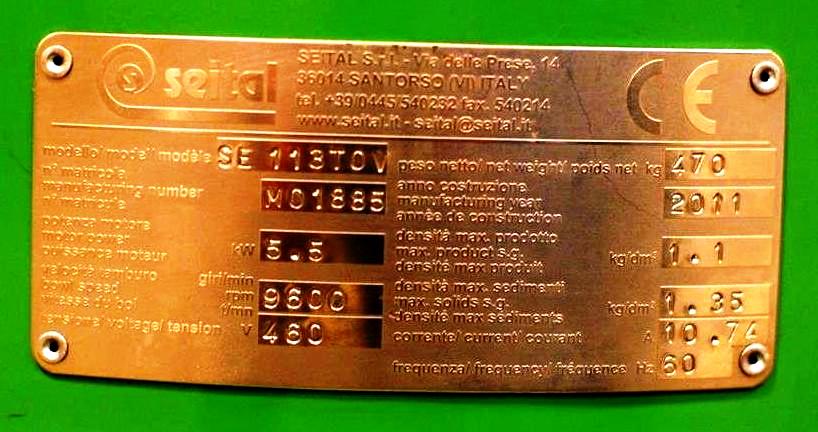 seital
SEITAL S.r.l. - Via delle Prese, 14
36014 SANTORSO (VI) ITALY
tel. +39/0445/540232 fax. 540214
www.seital.it - seital@seital.it
CE
modello/ model/ modèle SE 113T0V
n° matricola
manufacturing number M01885
n° matricule
potenza motore
motor power kW 5.5
puissance moteur
velocità tamburo giri/min
bowl speed rpm 9600
vitesse du bol t/mn
tensione/ voltage/ tension V 460
peso netto/ net weight/ poids net kg 470
anno costruzione
manufacturing year 2011
année de construction
densità max. prodotto
max. product s.g. kg/dm³ 1.1
densité max produit
densità max. sedimenti
max. solids s.g. kg/dm³ 1.35
densité max sédiments
corrente/ current/ courant A 10.74
frequenza/ frequency/ fréquence Hz 60